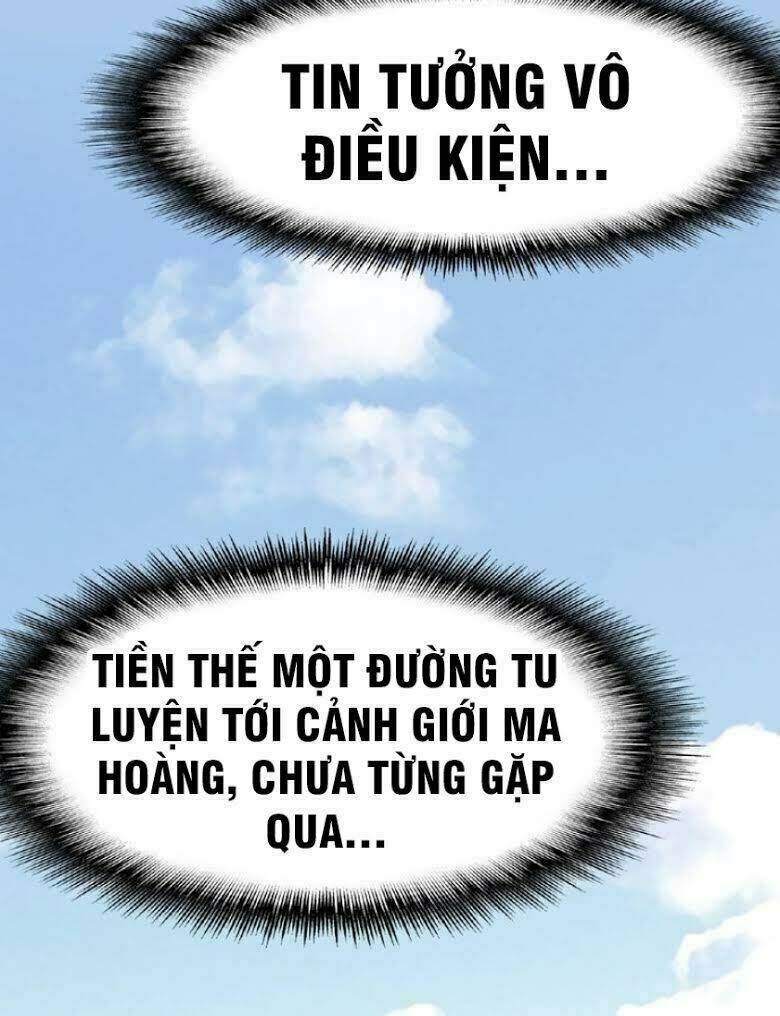 TIN TƯỞNG VÔ
ĐIỀU KIỆN...
TIỀN THẾ MỘT ĐƯỜNG TU
LUYỆN TỚI CẢNH GIỚI MA
HOÀNG, CHƯA TỪNG GẶP
QUA...